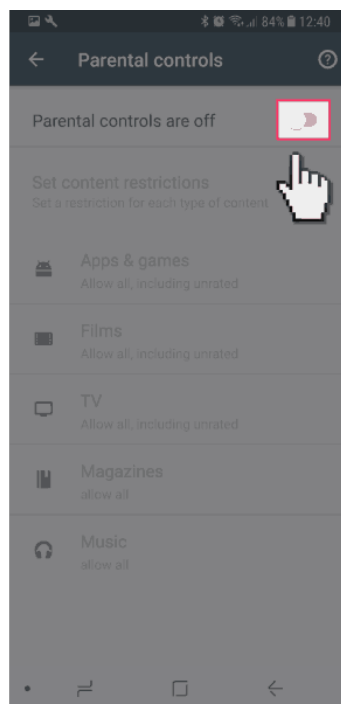 84% 12:40
Parental controls
Parental controls are off
Set content restrictions
Set a restriction for each type of content
Apps & games
Allow all, including unrated
Films
Allow all, including unrated
TV
Allow all, including unrated
Magazines
allow all
Music
allow all